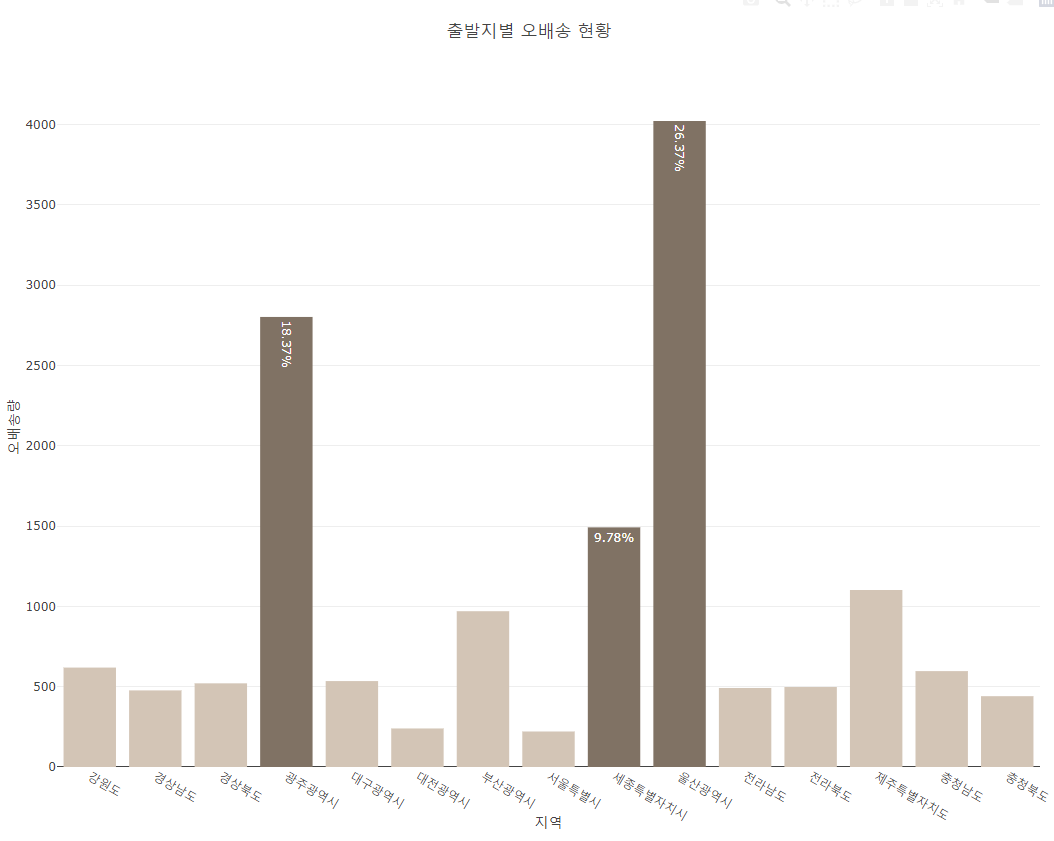 출발지별 오배송 현황
4000
3500
3000
2500
2000
1500
1000
500
0
오배송량
18.37%
9.78%
26.37%
강원도
경상남도
경상북도
광주광역시
대구광역시
대전광역시
부산광역시
서울특별시
세종특별자치시
울산광역시
전라남도
전라북도
제주특별자치도
충청남도
충청북도
지역